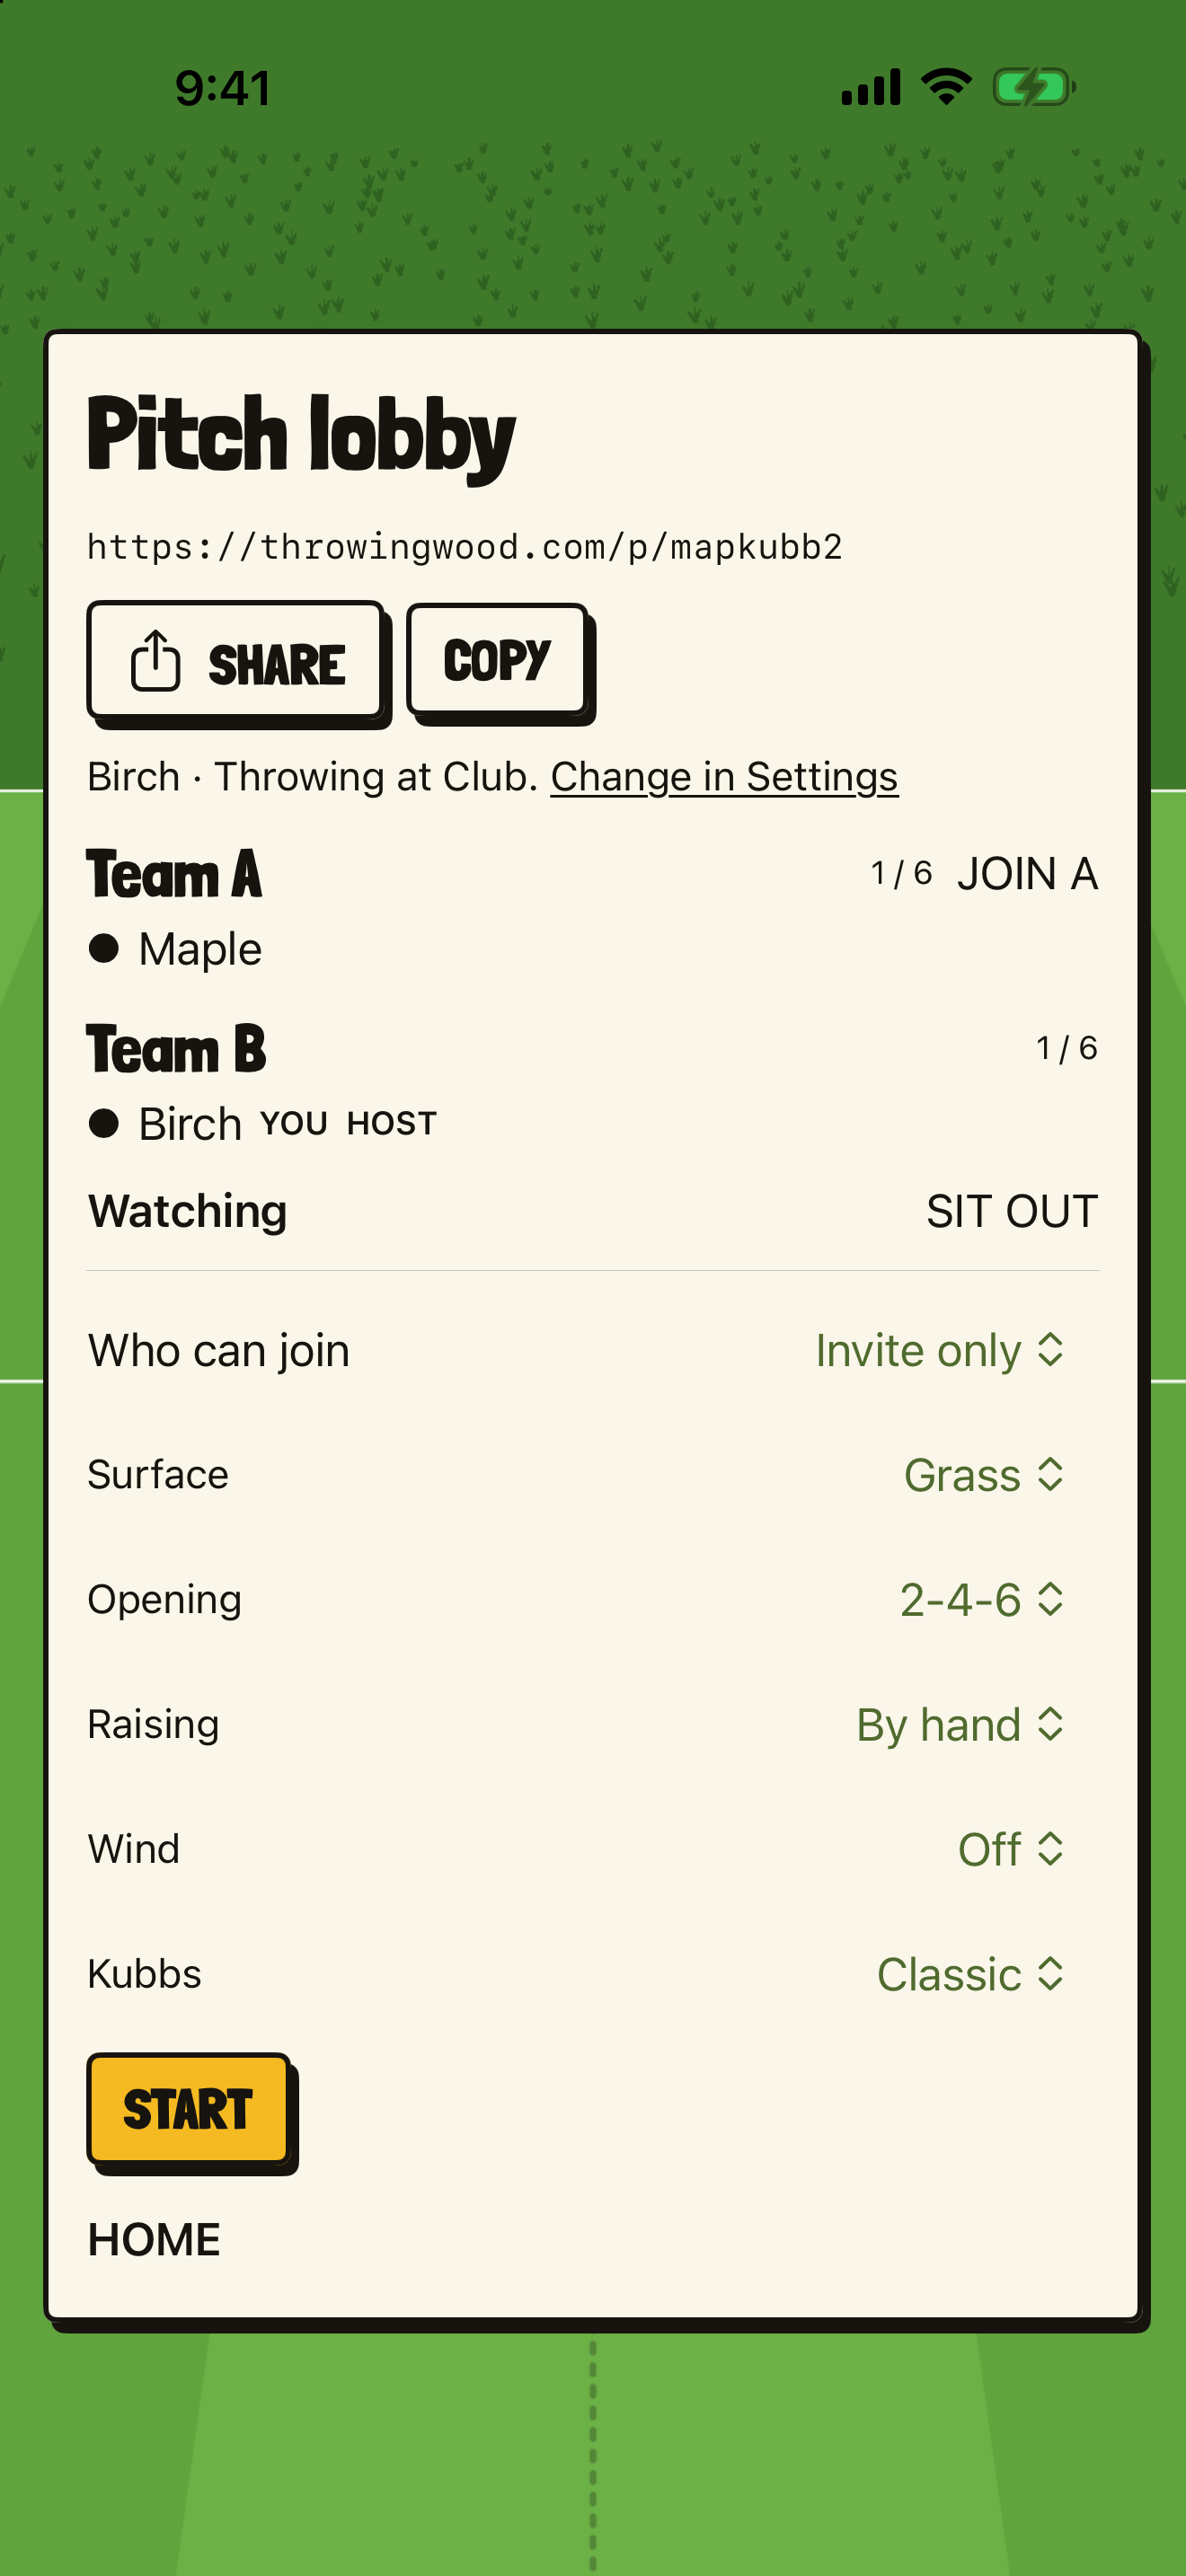 9:41
Pitch lobby
https://throwingwood.com/p/mapkubb2
SHARE COPY
Birch · Throwing at Club. Change in Settings
Team A 1 / 6 JOIN A
Maple
Team B 1 / 6
Birch YOU HOST
Watching SIT OUT
Who can join Invite only
Surface Grass
Opening 2-4-6
Raising By hand
Wind Off
Kubbs Classic
START
HOME